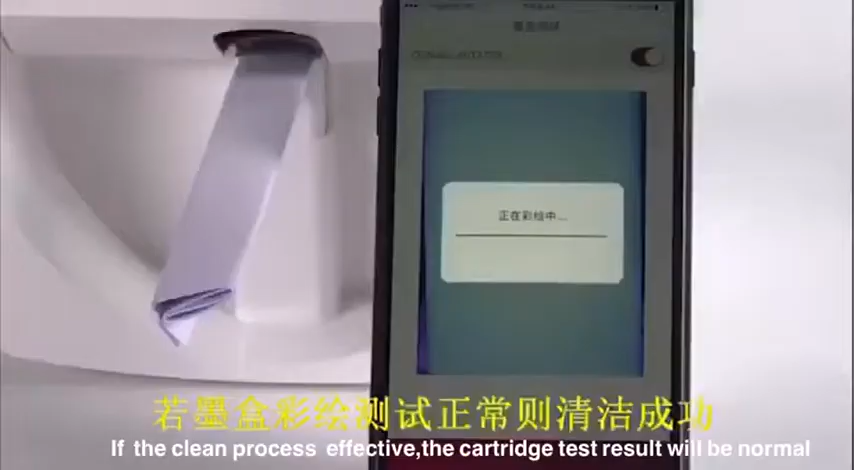 正在彩绘中...
若墨盒彩绘测试正常则清洁成功
If the clean process effective,the cartridge test result will be normal